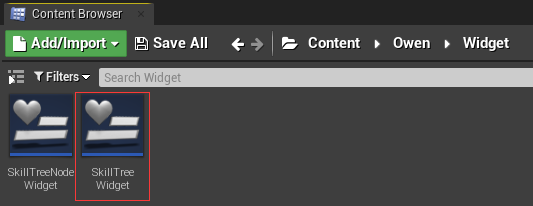 Content Browser
Add/Import Save All Content Owen Widget
Filters Search Widget
SkillTreeNode SkillTree
Widget Widget